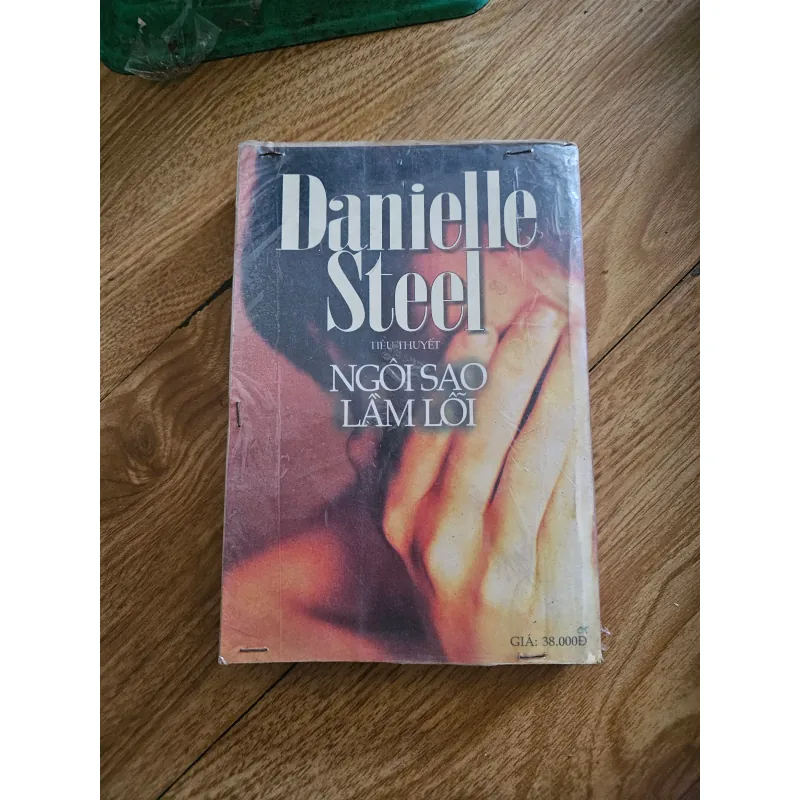 Danielle
Steel
TIỂU THUYẾT
NGÔI SAO
LẦM LỖI
GIÁ: 38.000Đ